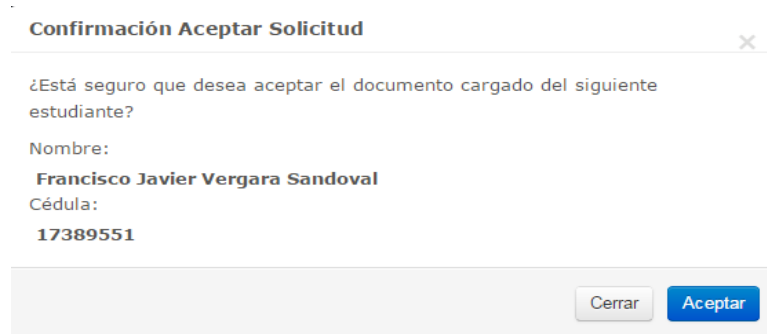 Confirmación Aceptar Solicitud
¿Está seguro que desea aceptar el documento cargado del siguiente
estudiante?
Nombre:
Francisco Javier Vergara Sandoval
Cédula:
17389551
Cerrar Aceptar